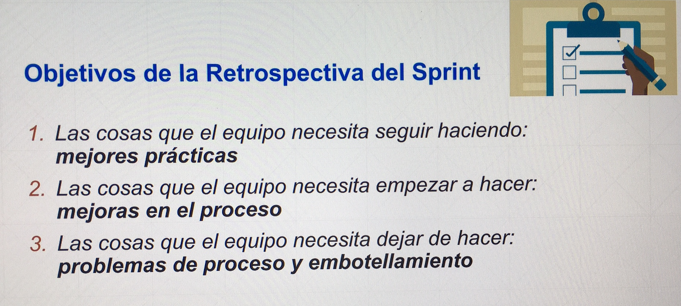 Objetivos de la Retrospectiva del Sprint
1. Las cosas que el equipo necesita seguir haciendo:
mejores prácticas
2. Las cosas que el equipo necesita empezar a hacer:
mejoras en el proceso
3. Las cosas que el equipo necesita dejar de hacer:
problemas de proceso y embotellamiento